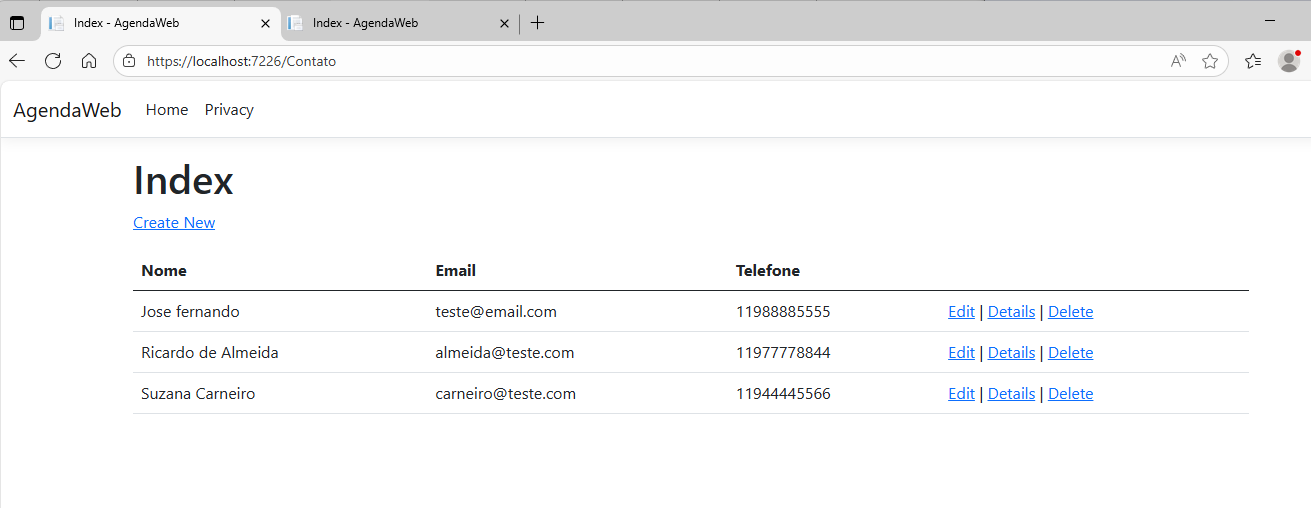 Index - AgendaWeb Index - AgendaWeb
https://localhost:7226/Contato
AgendaWeb Home Privacy
Index
Create New
Nome Email Telefone
Jose fernando teste@email.com 11988885555 Edit | Details | Delete
Ricardo de Almeida almeida@teste.com 11977778844 Edit | Details | Delete
Suzana Carneiro carneiro@teste.com 11944445566 Edit | Details | Delete